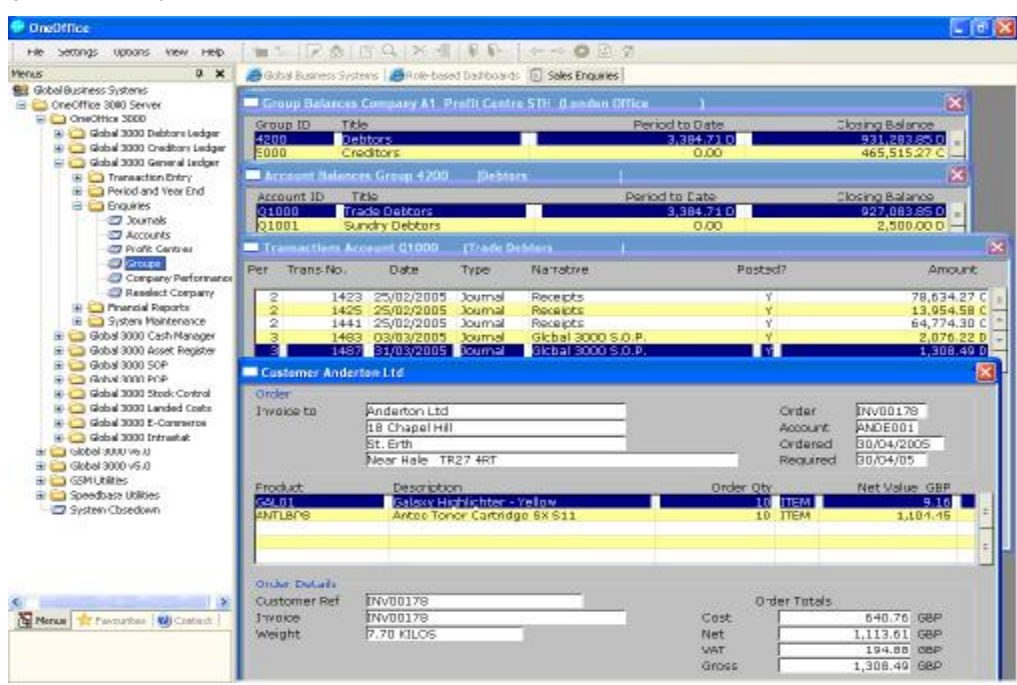 OneOffice
File Settings Options View Help
Menus
Global Business Systems Role-based Dashboards Sales Enquiries
Global Business Systems
OneOffice 3000 Server
OneOffice 3000
Global 3000 Debtors Ledger
Global 3000 Creditors Ledger
Global 3000 General Ledger
Transaction Entry
Period and Year End
Enquiries
Journals
Accounts
Profit Centres
Groups
Company Performance
Reselect Company
Financial Reports
System Maintenance
Global 3000 Cash Manager
Global 3000 Asset Register
Global 3000 SOP
Global 3000 POP
Global 3000 Stock Control
Global 3000 Landed Costs
Global 3000 E-Commerce
Global 3000 Intrastat
Global 3000 v6.0
Global 3000 v5.0
GSM Utilities
Speedbase Utilities
System Closedown
Menus Favourites Contact
Group Balances Company A1 Profit Centre STH (London Office )
Group ID Title Period to Date Closing Balance
4200 Debtors 3,384.71 D 931,283.85 D
5000 Creditors 0.00 465,515.27 C
Account Balances Group 4200 (Debtors )
Account ID Title Period to Date Closing Balance
Q1000 Trade Debtors 3,384.71 D 927,083.85 D
Q1001 Sundry Debtors 0.00 2,500.00 D
Transactions Account Q1000 (Trade Debtors )
Per Trans No. Date Type Narrative Posted? Amount
2 1423 25/02/2005 Journal Receipts Y 78,634.27 C
2 1425 25/02/2005 Journal Receipts Y 13,954.58 C
2 1441 25/02/2005 Journal Receipts Y 64,774.30 C
3 1483 03/03/2005 Journal Global 3000 S.O.P. Y 2,076.22 D
3 1487 31/03/2005 Journal Global 3000 S.O.P. Y 1,308.49 D
Customer Anderton Ltd
Order
Invoice to Anderton Ltd Order INV00178
18 Chapel Hill Account ANDE001
St. Erth Ordered 30/04/2005
Near Hale TR27 4RT Required 30/04/05
Product Description Order Qty Net Value GBP
GAL01 Galaxy Highlighter - Yellow 10 ITEM 9.16
Antec Tonor Cartridge 10 ITEM 1,104.45
Order Details
Customer Ref INV00178 Order Totals
Invoice INV00178 Cost 640.76 GBP
Weight 7.70 KILOS Net 1,113.61 GBP
VAT 194.88 GBP
Gross 1,308.49 GBP